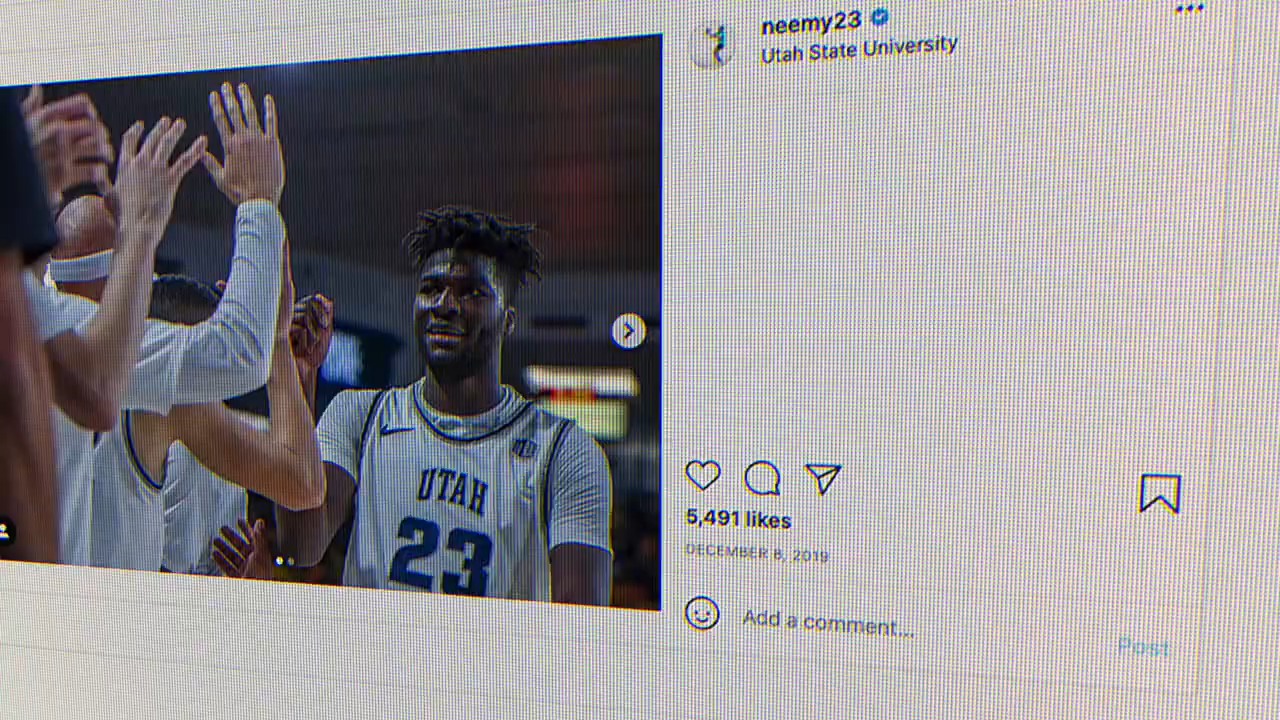 neemy23
Utah State University
UTAH
23
5,491 likes
DECEMBER 8, 2019
Add a comment...
Post